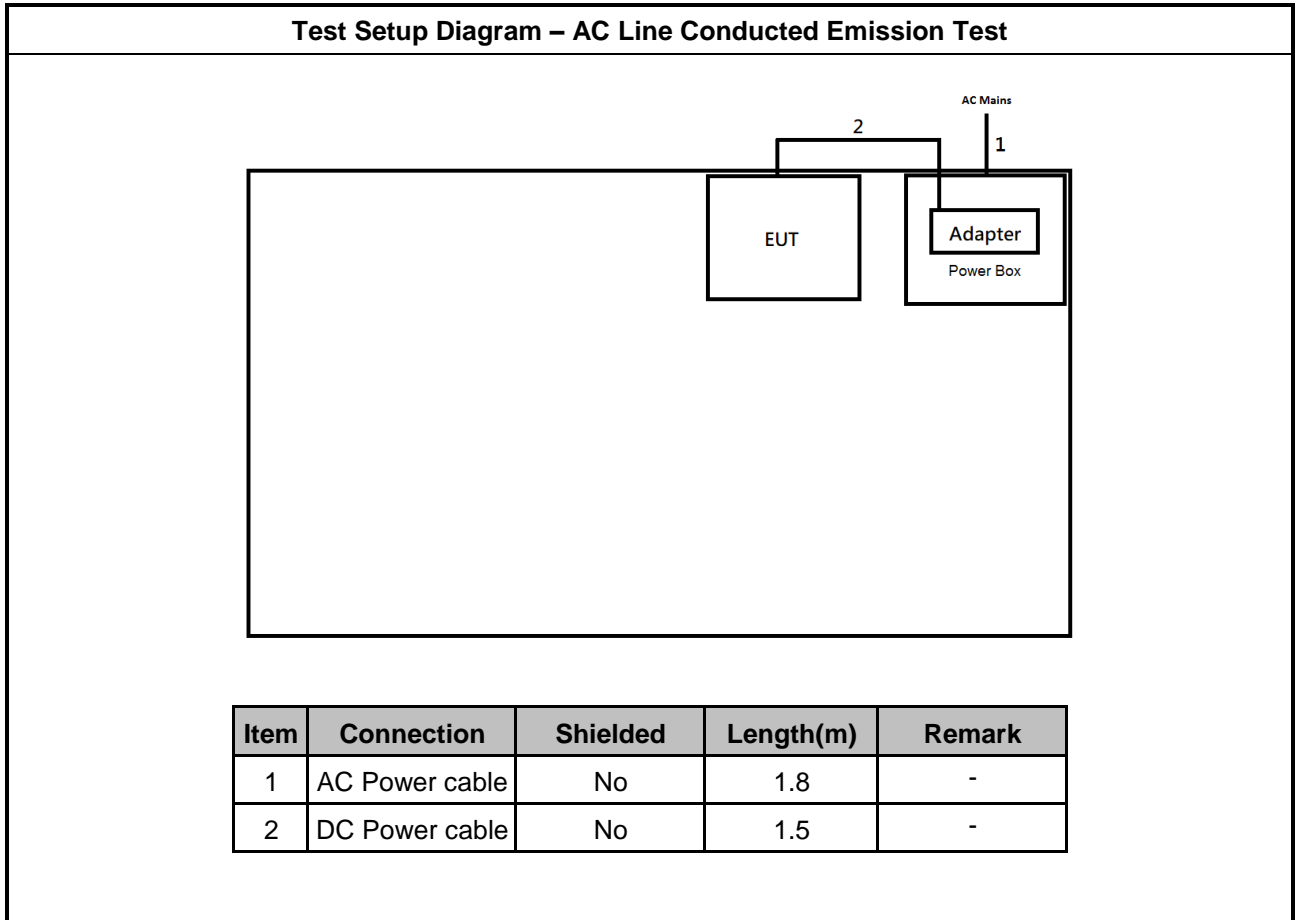 Test Setup Diagram – AC Line Conducted Emission Test
AC Mains
2
1
EUT
Adapter
Power Box
Item Connection Shielded Length(m) Remark
1 AC Power cable No 1.8 -
2 DC Power cable No 1.5 -